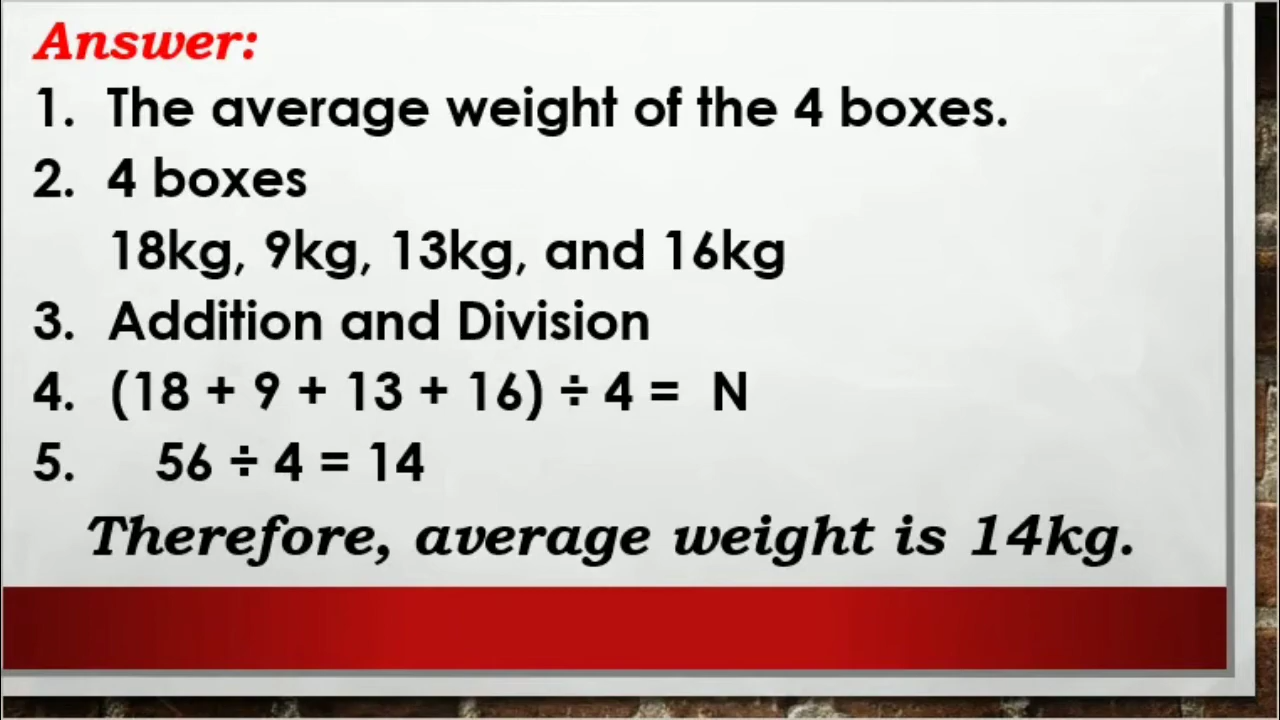 Answer:
1. The average weight of the 4 boxes.
2. 4 boxes
18kg, 9kg, 13kg, and 16kg
3. Addition and Division
4. (18 + 9 + 13 + 16) ÷ 4 = N
5. 56 ÷ 4 = 14
Therefore, average weight is 14kg.